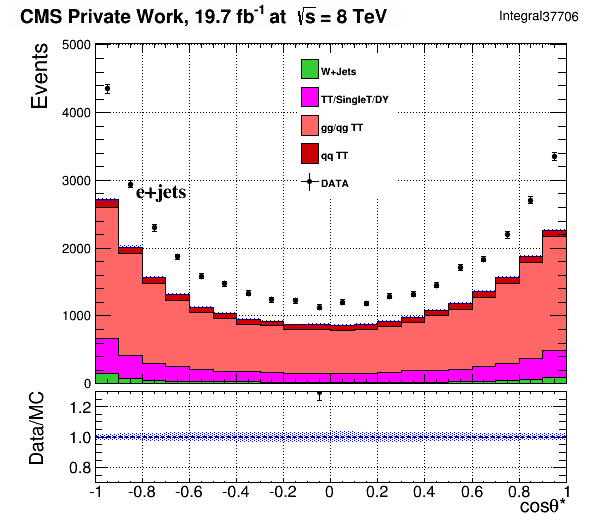 CMS Private Work, 19.7 fb⁻¹ at √s = 8 TeV
Integral37706
Events
5000
4000
3000
2000
1000
0
W+Jets
TT/SingleT/DY
gg/qg TT
qq TT
DATA
e+jets
Data/MC
1.2
1.0
0.8
-1 -0.8 -0.6 -0.4 -0.2 0 0.2 0.4 0.6 0.8 1
cosθ*